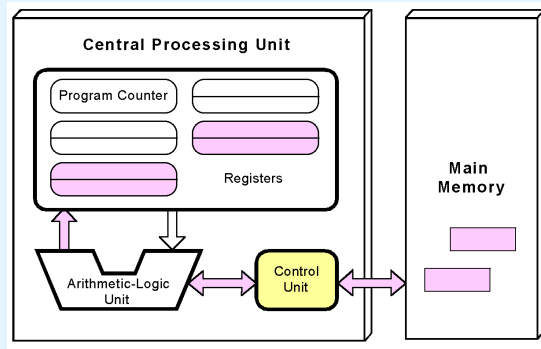 Central Processing Unit
Program Counter
Registers
Main
Memory
Arithmetic-Logic
Unit
Control
Unit